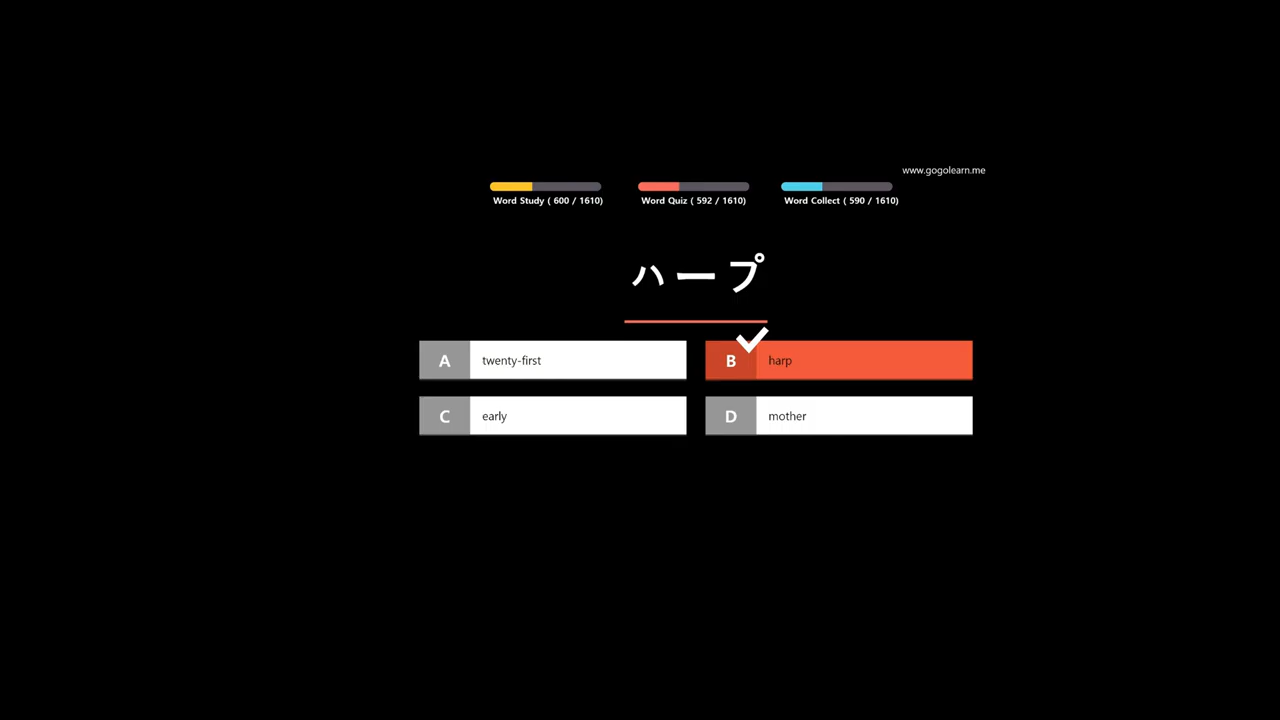 www.gogolearn.me
Word Study ( 600 / 1610)
Word Quiz ( 592 / 1610)
Word Collect ( 590 / 1610)
ハープ
A twenty-first
B harp
C early
D mother